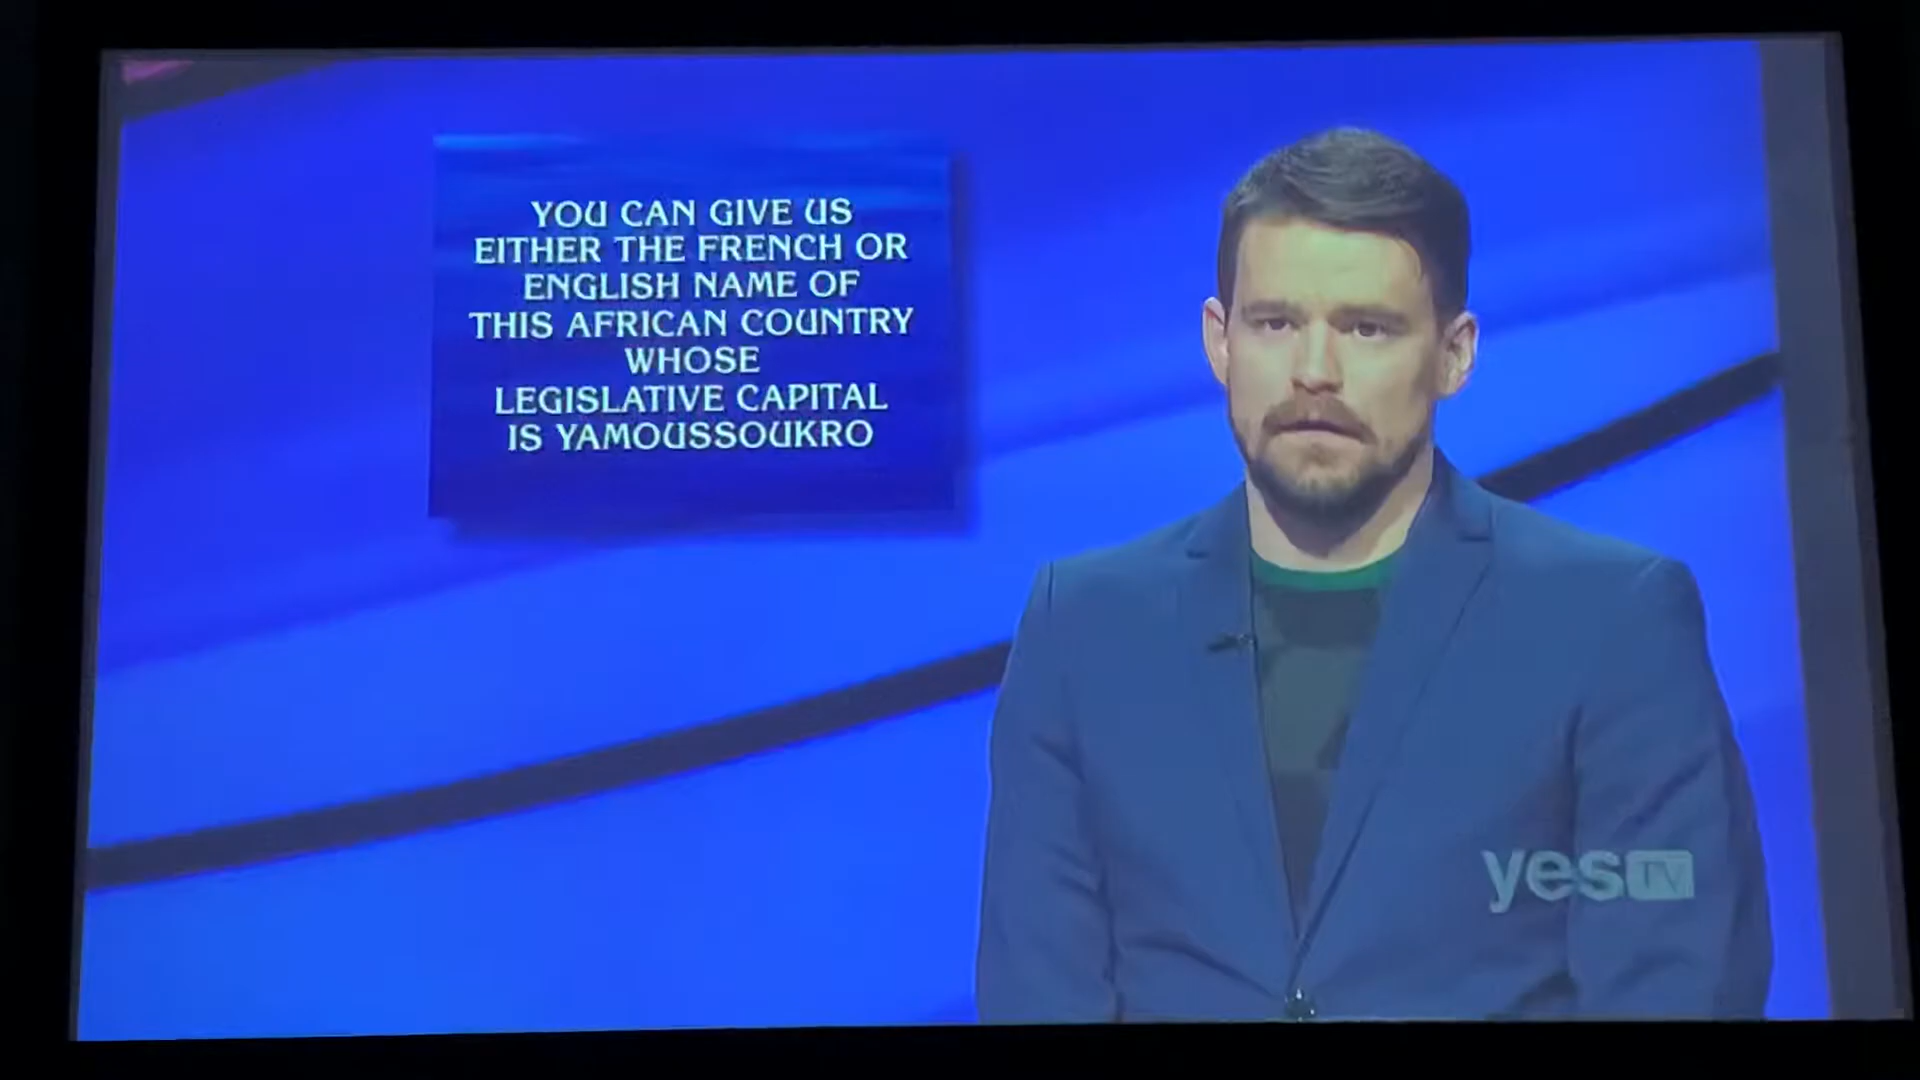 YOU CAN GIVE US
EITHER THE FRENCH OR
ENGLISH NAME OF
THIS AFRICAN COUNTRY
WHOSE
LEGISLATIVE CAPITAL
IS YAMOUSSOUKRO
yes TV